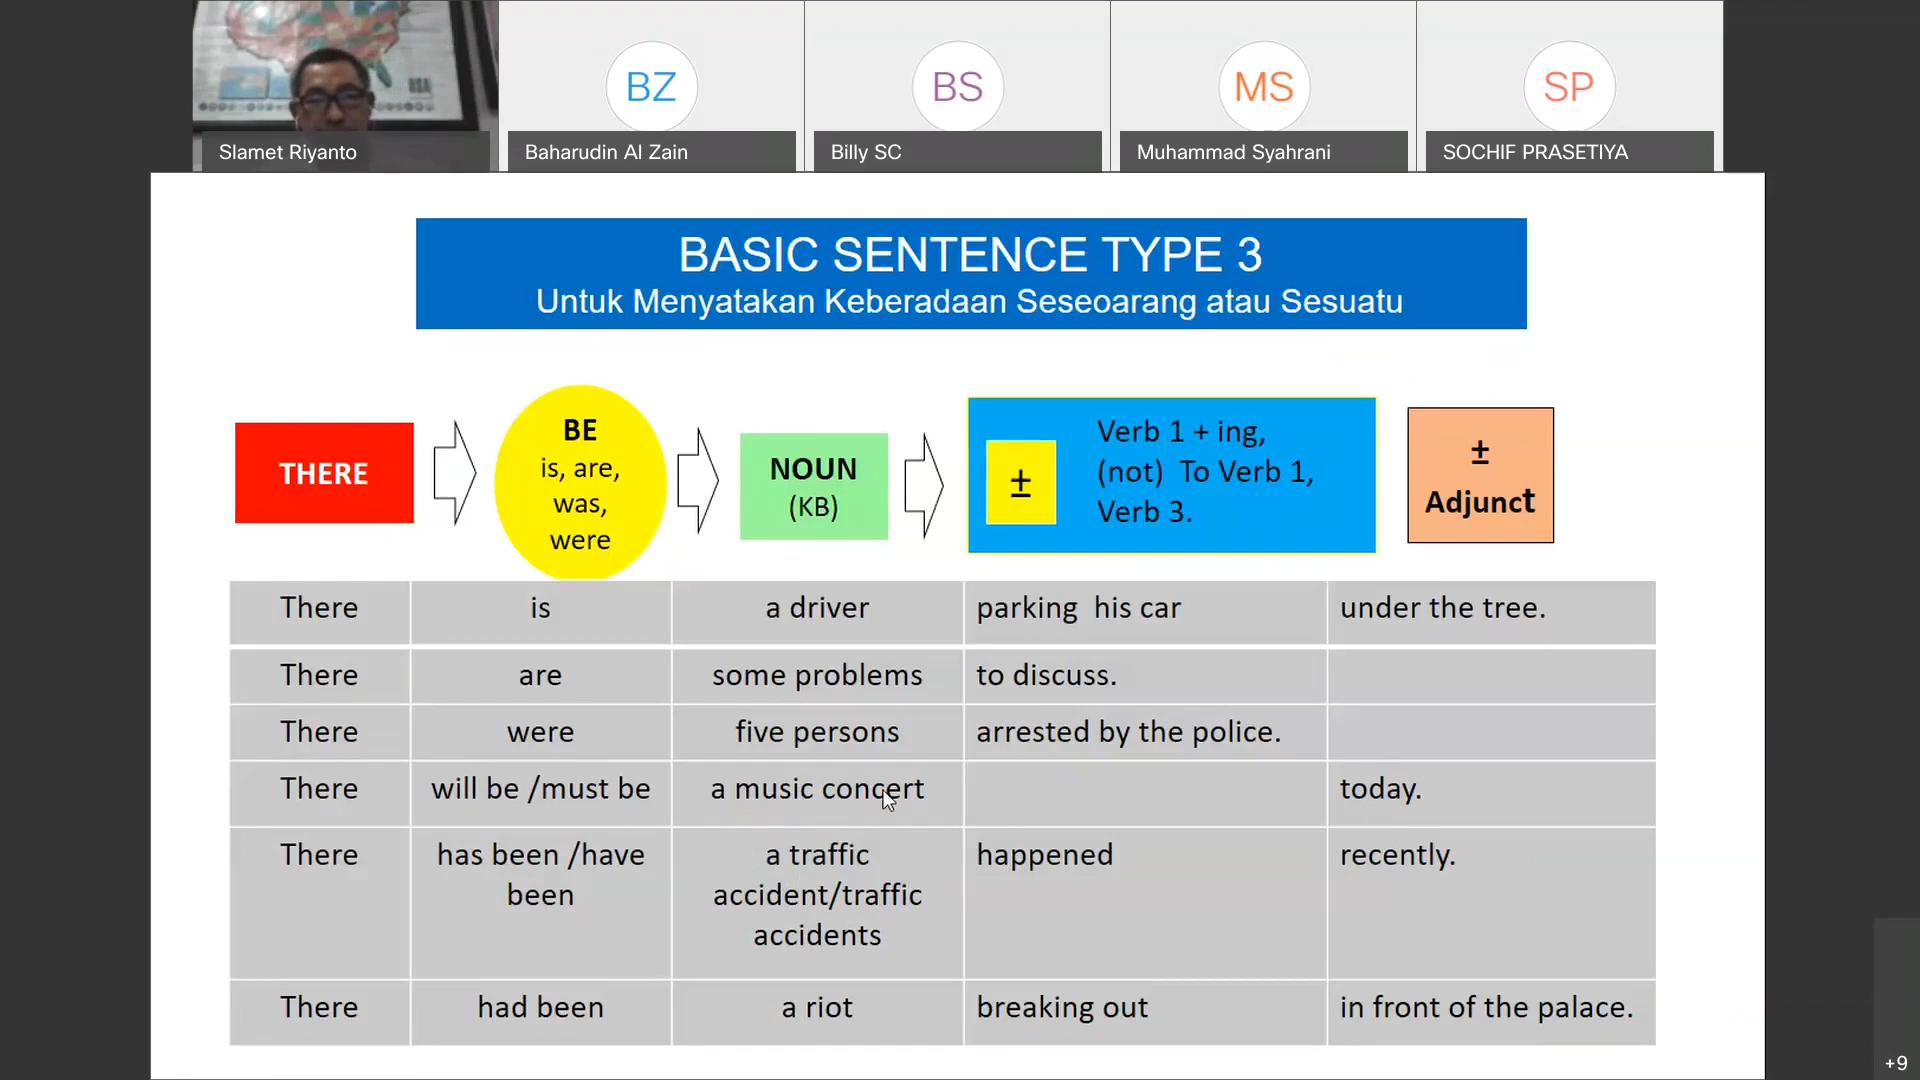 USA
BZ
BS
MS
SP
Slamet Riyanto
Baharudin Al Zain
Billy SC
Muhammad Syahrani
SOCHIF PRASETIYA
BASIC SENTENCE TYPE 3
Untuk Menyatakan Keberadaan Seseoarang atau Sesuatu
THERE
BE
is, are,
was,
were
NOUN
(KB)
±
Verb 1 + ing,
(not) To Verb 1,
Verb 3.
±
Adjunct
There is a driver parking his car under the tree.
There are some problems to discuss.
There were five persons arrested by the police.
There will be /must be a music concert today.
There has been /have been a traffic accident/traffic accidents happened recently.
There had been a riot breaking out in front of the palace.
+9